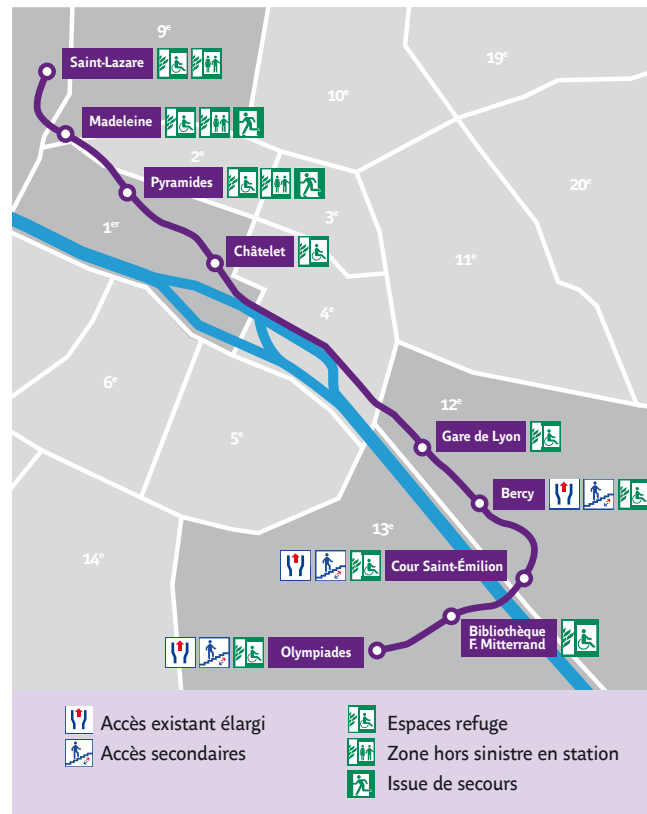 9e
Saint-Lazare
19e
10e
Madeleine
2e
Pyramides
20e
3e
1er
Châtelet
11e
4e
6e
12e
5e
Gare de Lyon
Bercy
13e
14e
Cour Saint-Émilion
Bibliothèque
F. Mitterrand
Olympiades
Accès existant élargi
Accès secondaires
Espaces refuge
Zone hors sinistre en station
Issue de secours